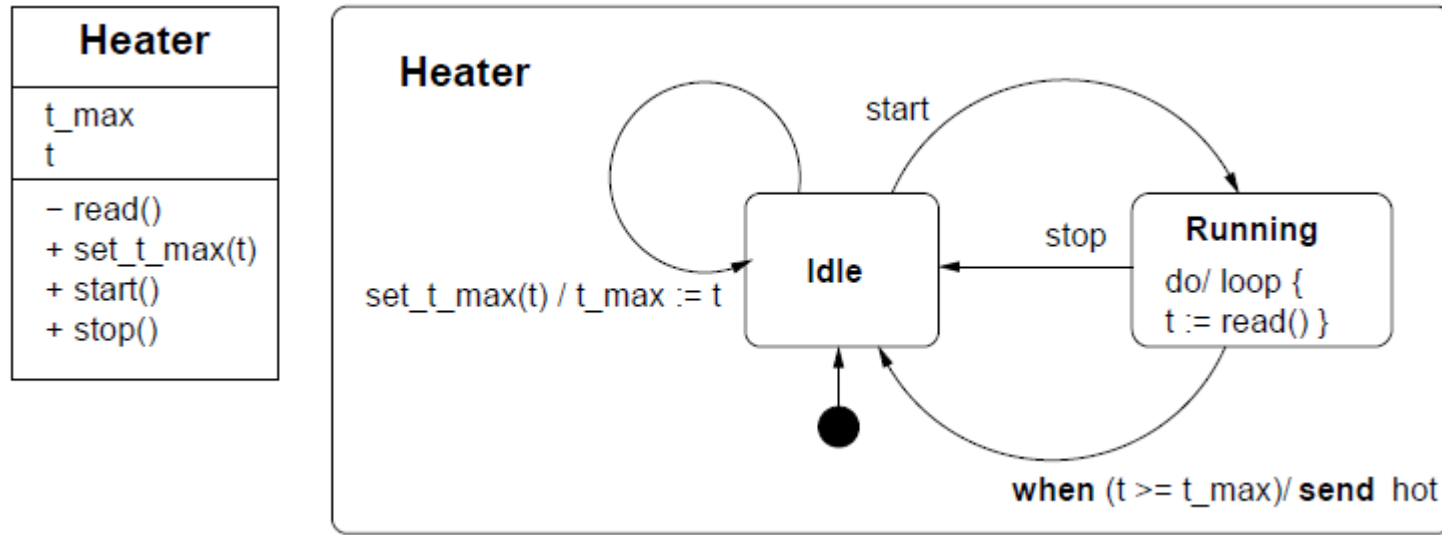 Heater
t_max
t
− read()
+ set_t_max(t)
+ start()
+ stop()
Heater
start
set_t_max(t) / t_max := t
Idle
stop
Running
do/ loop {
t := read() }
when (t >= t_max)/ send hot